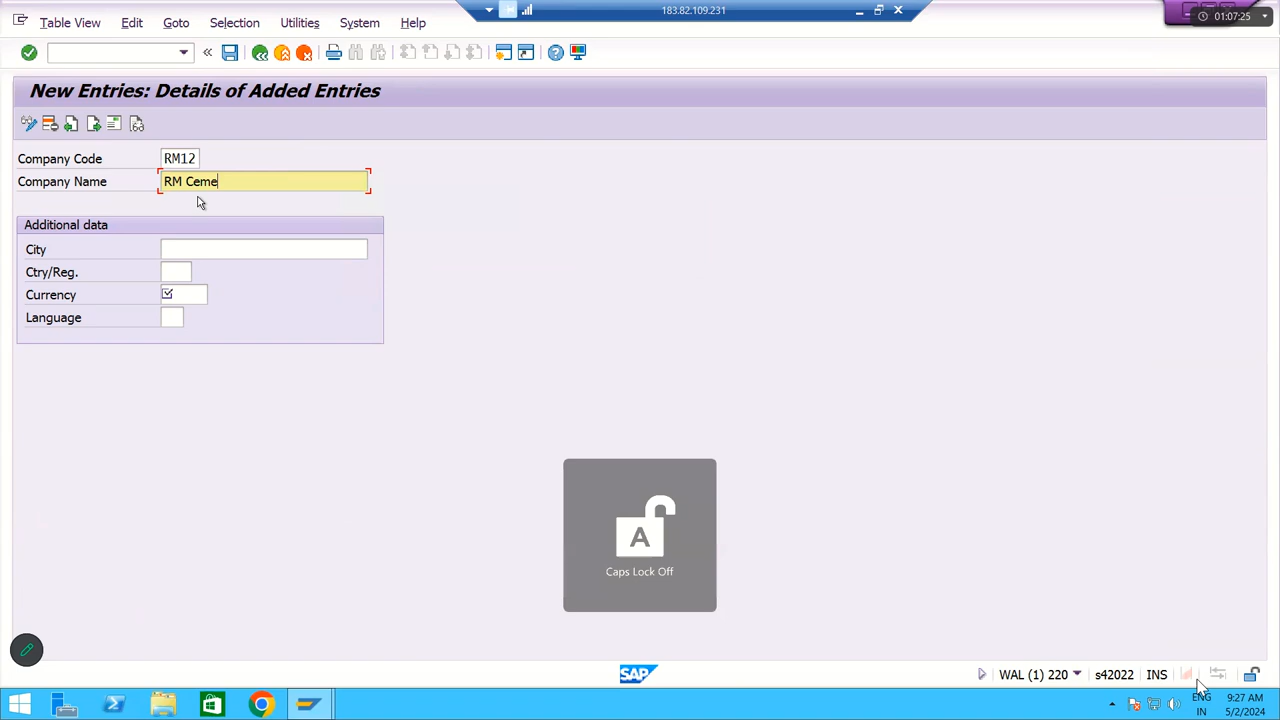 183.82.109.231
01:07:25
Table View Edit Goto Selection Utilities System Help
New Entries: Details of Added Entries
Company Code RM12
Company Name RM Ceme
Additional data
City
Ctry/Reg.
Currency
Language
A
Caps Lock Off
SAP
WAL (1) 220 s42022 INS
ENG 9:27 AM
IN 5/2/2024